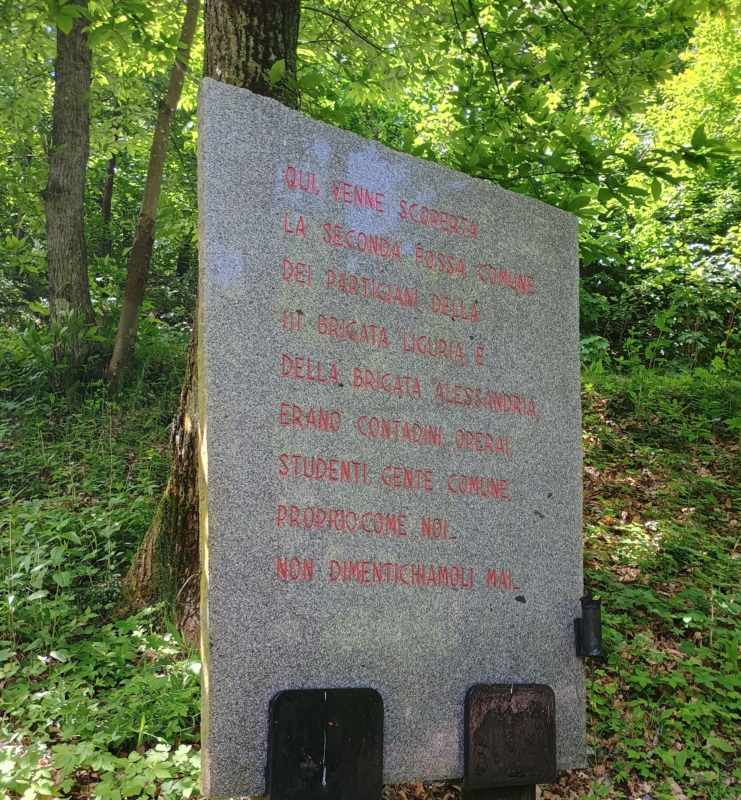 QUI, VENNE SCOPERTA
LA SECONDA FOSSA COMUNE
DEI PARTIGIANI DELLA
III BRIGATA "LIGURIA, E
DELLA BRIGATA "ALESSANDRIA,
ERANO CONTADINI, OPERAI,
STUDENTI, GENTE COMUNE
PROPRIO COME NOI...
NON DIMENTICHIAMOLI MAI...